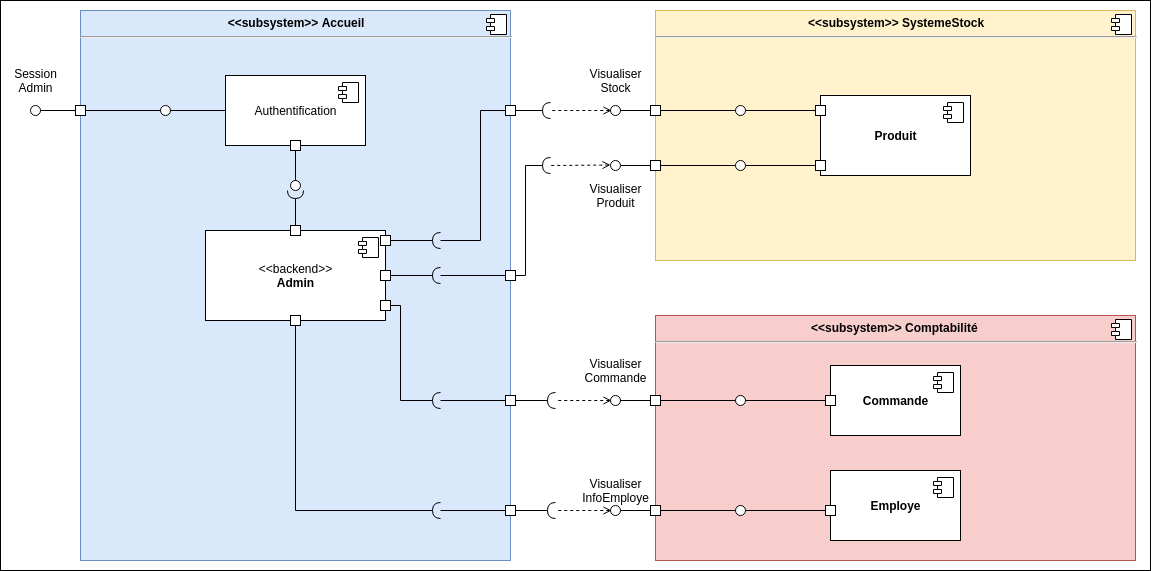 <<subsystem>> Accueil
<<subsystem>> SystemeStock
Session
Admin
Authentification
Visualiser
Stock
Produit
Visualiser
Produit
<<backend>>
Admin
<<subsystem>> Comptabilité
Visualiser
Commande
Commande
Visualiser
InfoEmploye
Employe